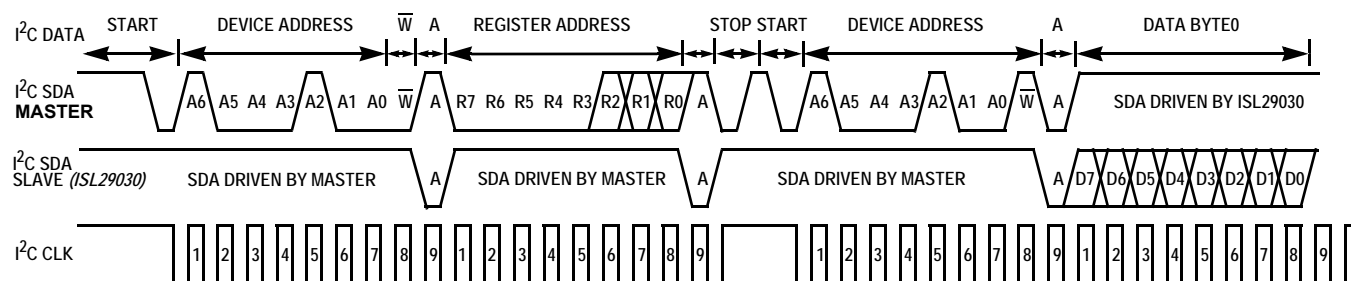 I²C DATA START DEVICE ADDRESS W̅ A REGISTER ADDRESS STOP START DEVICE ADDRESS A DATA BYTE0
I²C SDA MASTER A6 A5 A4 A3 A2 A1 A0 W̅ A R7 R6 R5 R4 R3 R2 R1 R0 A A6 A5 A4 A3 A2 A1 A0 W̅ A SDA DRIVEN BY ISL29030
I²C SDA SLAVE (ISL29030) SDA DRIVEN BY MASTER A SDA DRIVEN BY MASTER A SDA DRIVEN BY MASTER A D7 D6 D5 D4 D3 D2 D1 D0
I²C CLK 1 2 3 4 5 6 7 8 9 1 2 3 4 5 6 7 8 9 1 2 3 4 5 6 7 8 9 1 2 3 4 5 6 7 8 9